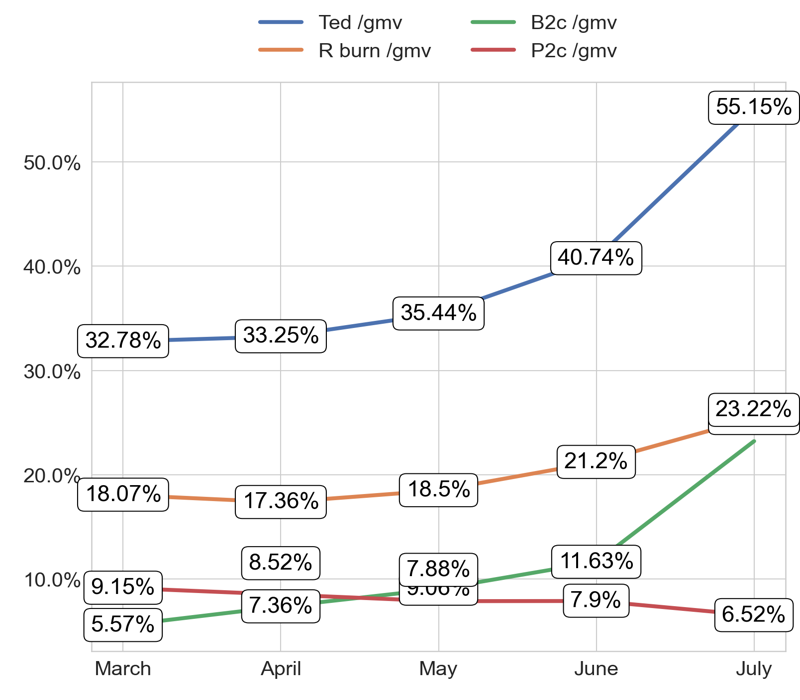 Ted /gmv
B2c /gmv
R burn /gmv
P2c /gmv
55.15%
50.0%
40.74%
40.0%
35.44%
33.25%
32.78%
30.0%
23.22%
21.2%
20.0%
18.07%
17.36%
18.5%
8.52%
7.88%
11.63%
10.0%
9.15%
9.06%
7.36%
7.9%
6.52%
5.57%
March
April
May
June
July